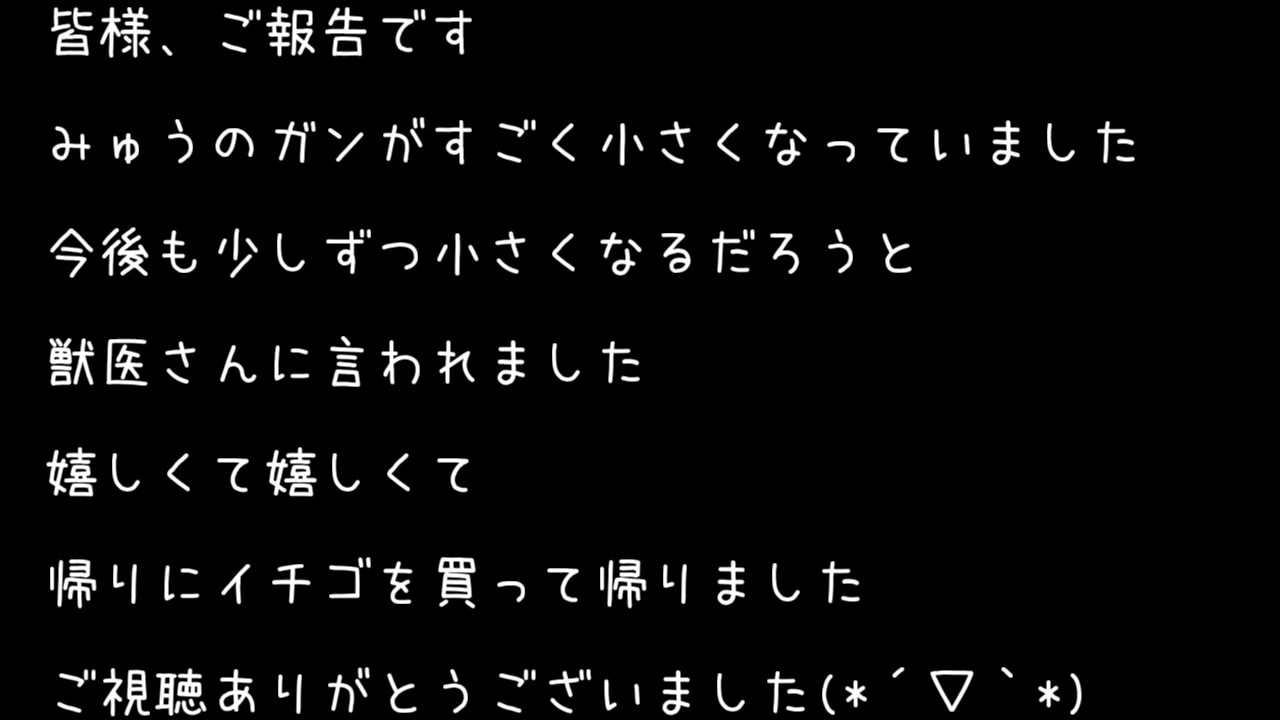 皆様、ご報告です
みゅうのガンがすごく小さくなっていました
今後も少しずつ小さくなるだろうと
獣医さんに言われました
嬉しくて嬉しくて
帰りにイチゴを買って帰りました
ご視聴ありがとうございました(*´▽`*)